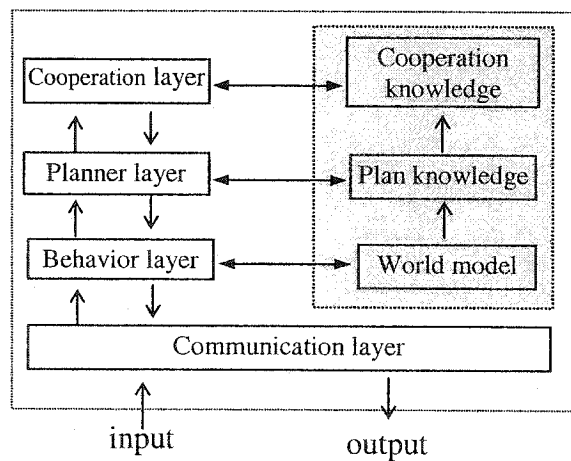 Cooperation layer
Cooperation
knowledge
Planner layer
Plan knowledge
Behavior layer
World model
Communication layer
input
output